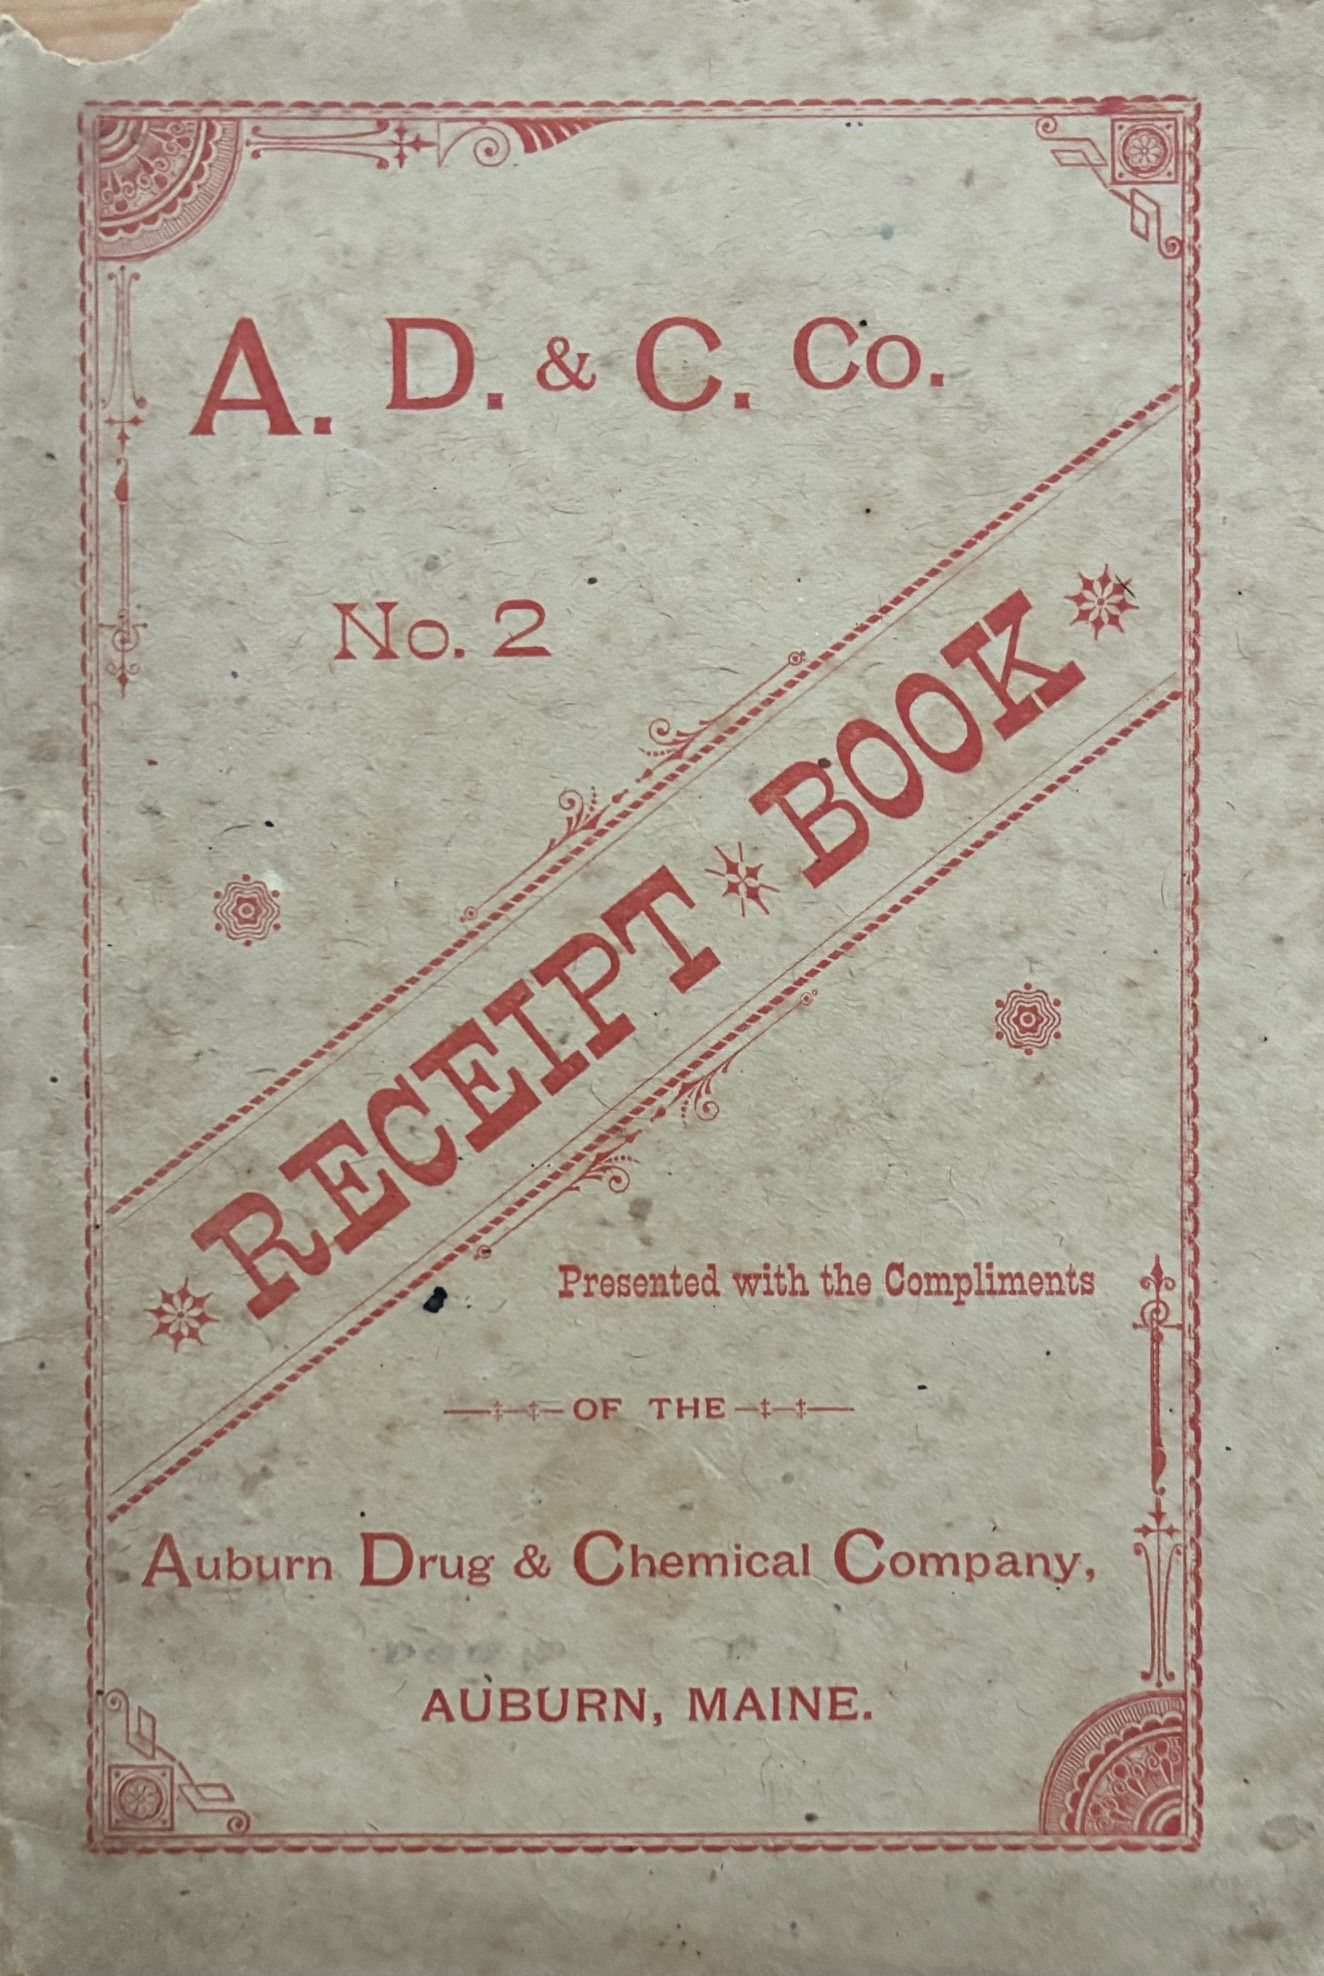 A. D. & C. Co.
No. 2
RECEIPT BOOK
Presented with the Compliments
OF THE
Auburn Drug & Chemical Company,
AUBURN, MAINE.